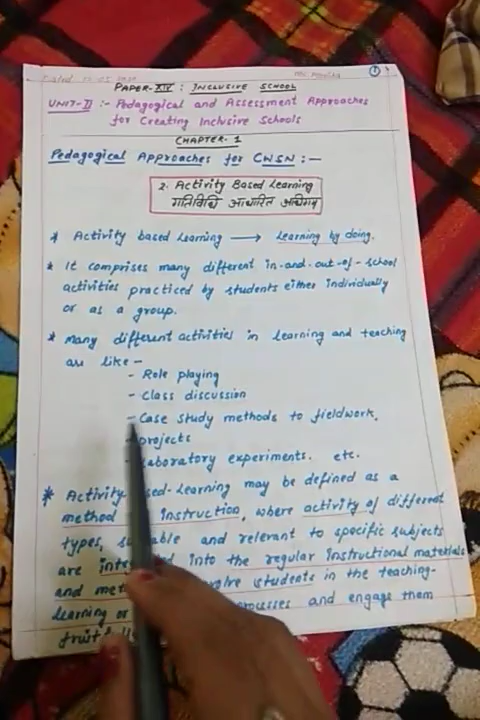 PAPER-XIV : INCLUSIVE SCHOOL
UNIT-II :- Pedagogical and Assessment Approaches
for Creating Inclusive Schools
CHAPTER-1
Pedagogical Approaches for CWSN :-
2. Activity Based Learning
गतिविधि आधारित अधिगम
* Activity based learning → Learning by doing.
* It comprises many different in-and-out-of-school
activities practiced by students either individually
or as a group.
* Many different activities in learning and teaching
are like -
- Role playing
- Class discussion
- Case study methods to fieldwork,
projects
laboratory experiments. etc.
* Activity -learning may be defined as a
method instruction, where activity of different
types, and relevant to specific subjects
are into the regular instructional materials
and students in the teaching-
learning and engage them